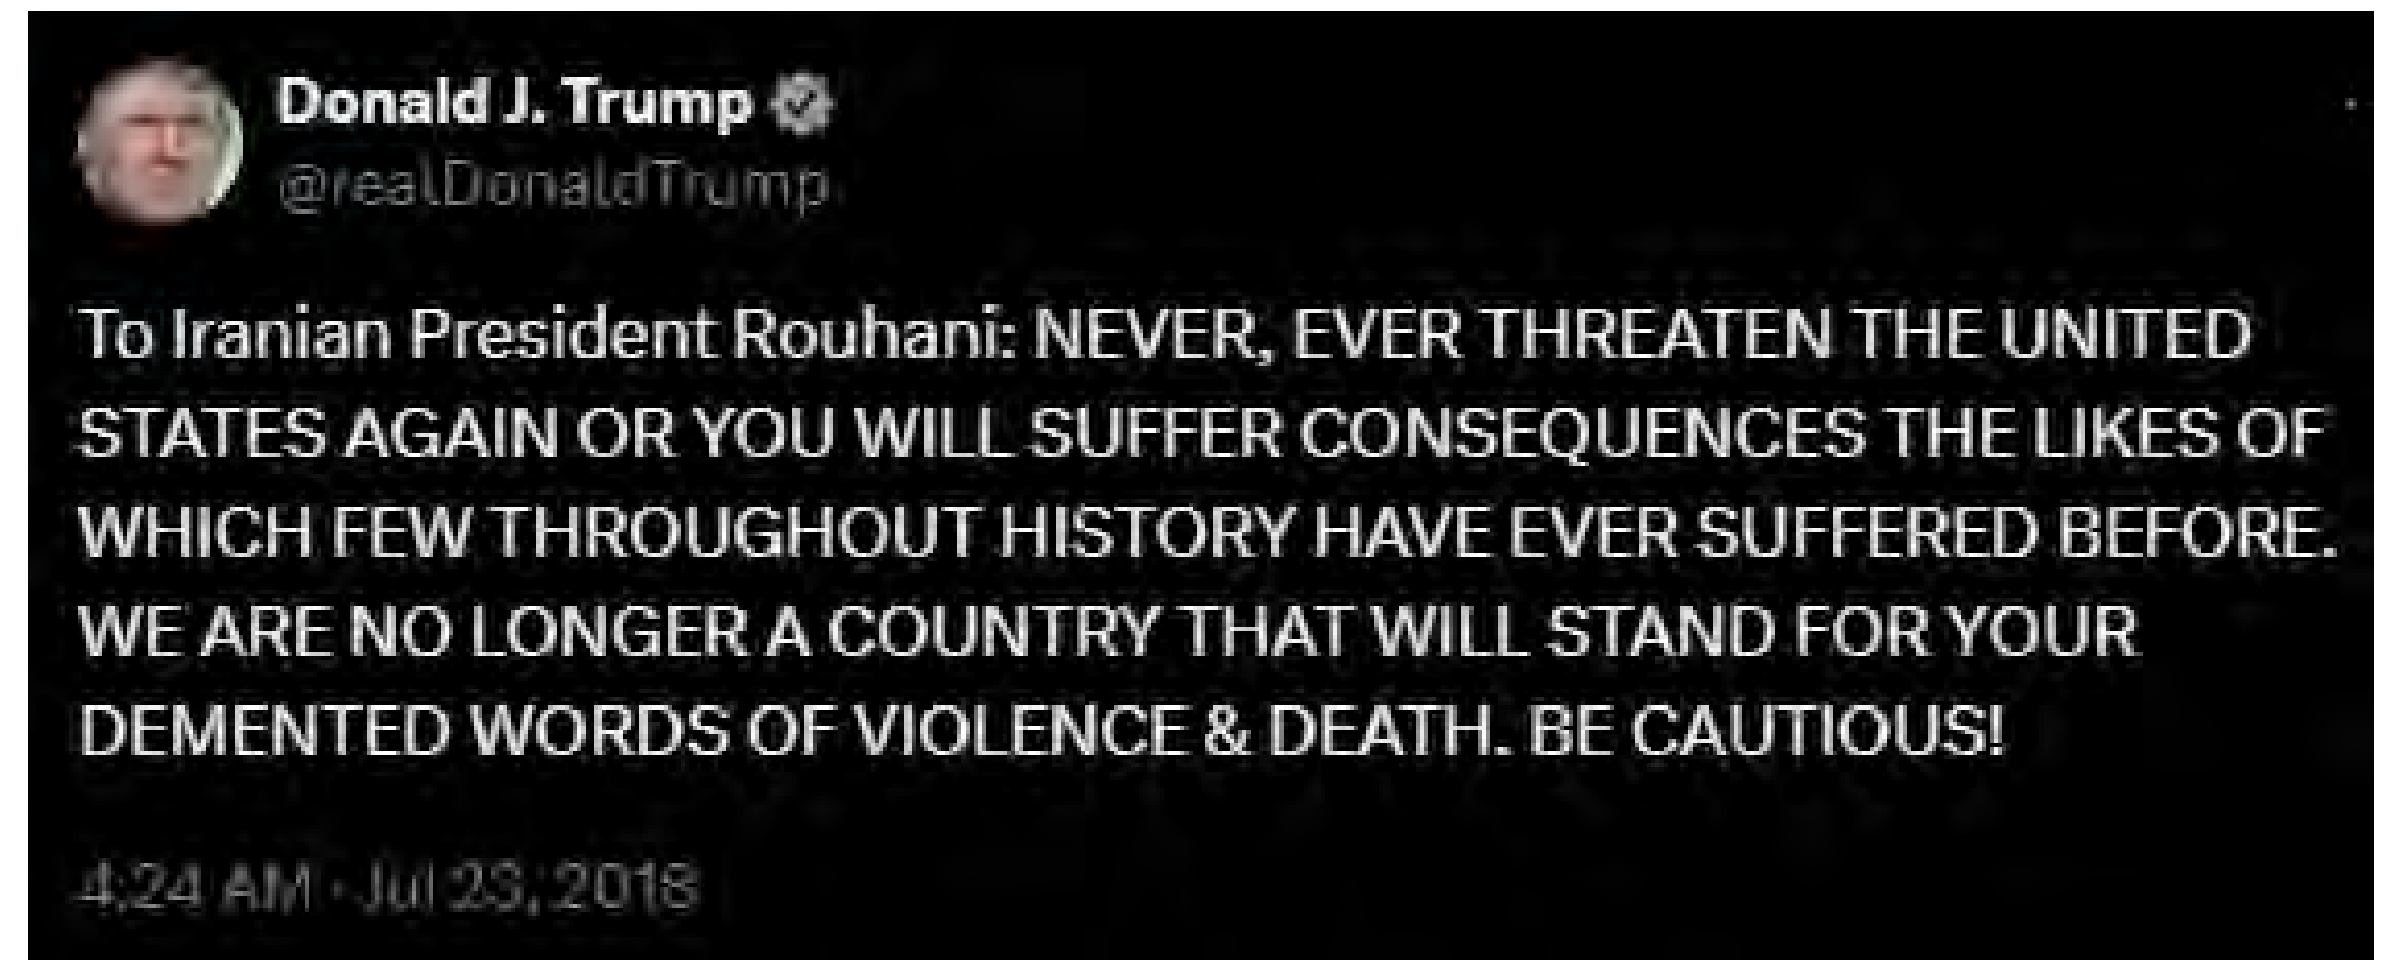 Donald J. Trump
@realDonaldTrump
To Iranian President Rouhani: NEVER, EVER THREATEN THE UNITED
STATES AGAIN OR YOU WILL SUFFER CONSEQUENCES THE LIKES OF
WHICH FEW THROUGHOUT HISTORY HAVE EVER SUFFERED BEFORE.
WE ARE NO LONGER A COUNTRY THAT WILL STAND FOR YOUR
DEMENTED WORDS OF VIOLENCE & DEATH. BE CAUTIOUS!
4:24 AM · Jul 23, 2018